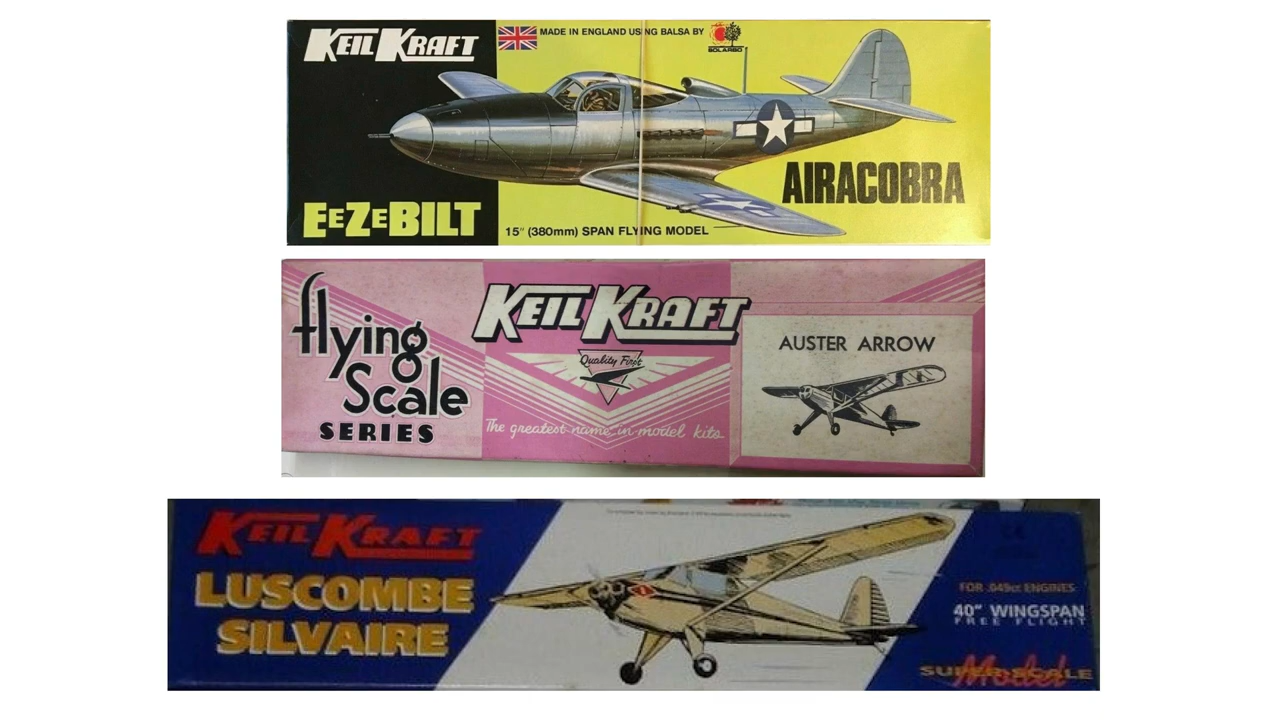 KEIL KRAFT
MADE IN ENGLAND USING BALSA BY
SOLARBO
AIRACOBRA
EEZEBILT
15" (380mm) SPAN FLYING MODEL
flying
Scale
SERIES
KEIL KRAFT
Quality First
The greatest name in model kits
AUSTER ARROW
KEIL KRAFT
LUSCOMBE
SILVAIRE
FOR .049ct ENGINES
40" WINGSPAN
FREE FLIGHT
SUPER SCALE
Model